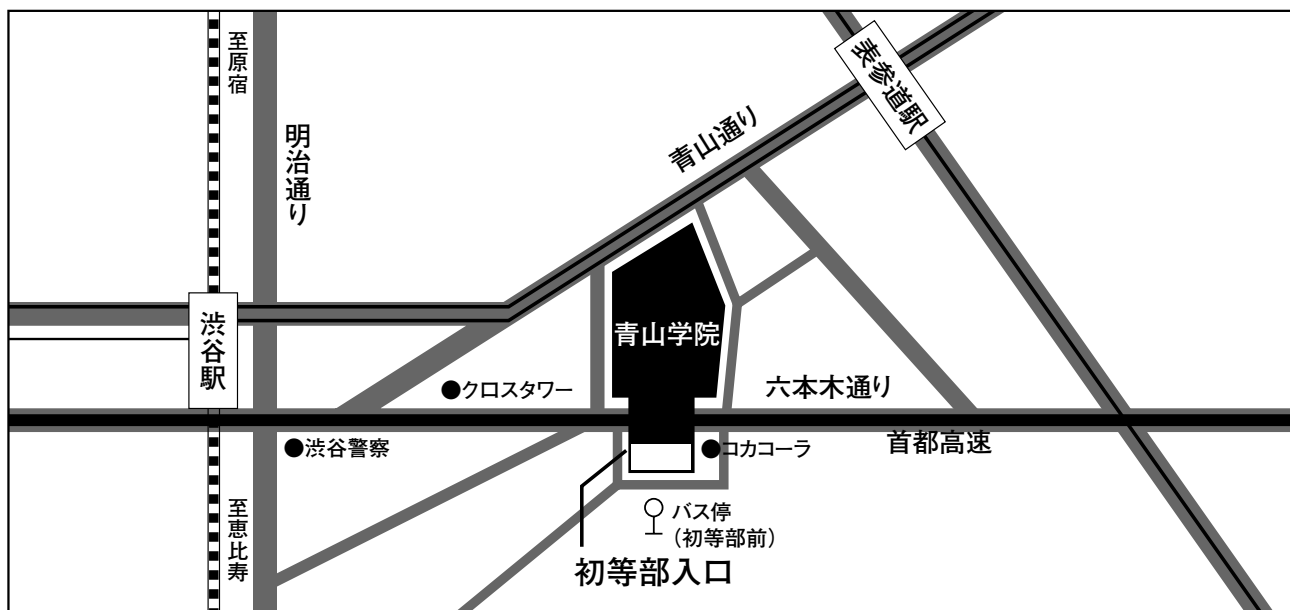 至原宿
明治通り
表参道駅
青山通り
渋谷駅
青山学院
●クロスタワー
六本木通り
●渋谷警察
●コカコーラ
首都高速
至恵比寿
バス停
（初等部前）
初等部入口